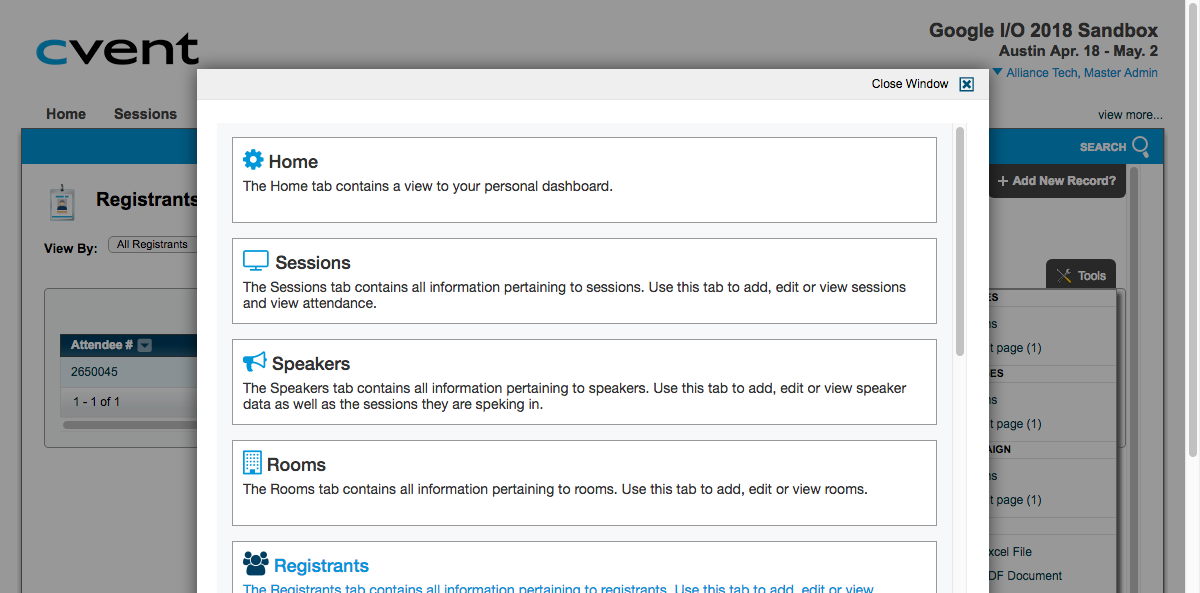 cvent
Google I/O 2018 Sandbox
Austin Apr. 18 - May. 2
Alliance Tech, Master Admin
Close Window
Home Sessions
view more...
SEARCH
Home
The Home tab contains a view to your personal dashboard.
+ Add New Record?
Registrants
View By: All Registrants
Sessions
The Sessions tab contains all information pertaining to sessions. Use this tab to add, edit or view sessions
and view attendance.
Tools
Attendee #
2650045
1 - 1 of 1
Speakers
The Speakers tab contains all information pertaining to speakers. Use this tab to add, edit or view speaker
data as well as the sessions they are speking in.
t page (1)
t page (1)
Rooms
The Rooms tab contains all information pertaining to rooms. Use this tab to add, edit or view rooms.
t page (1)
Registrants
The Registrants tab contains all information pertaining to registrants. Use this tab to add, edit or view
xcel File
DF Document